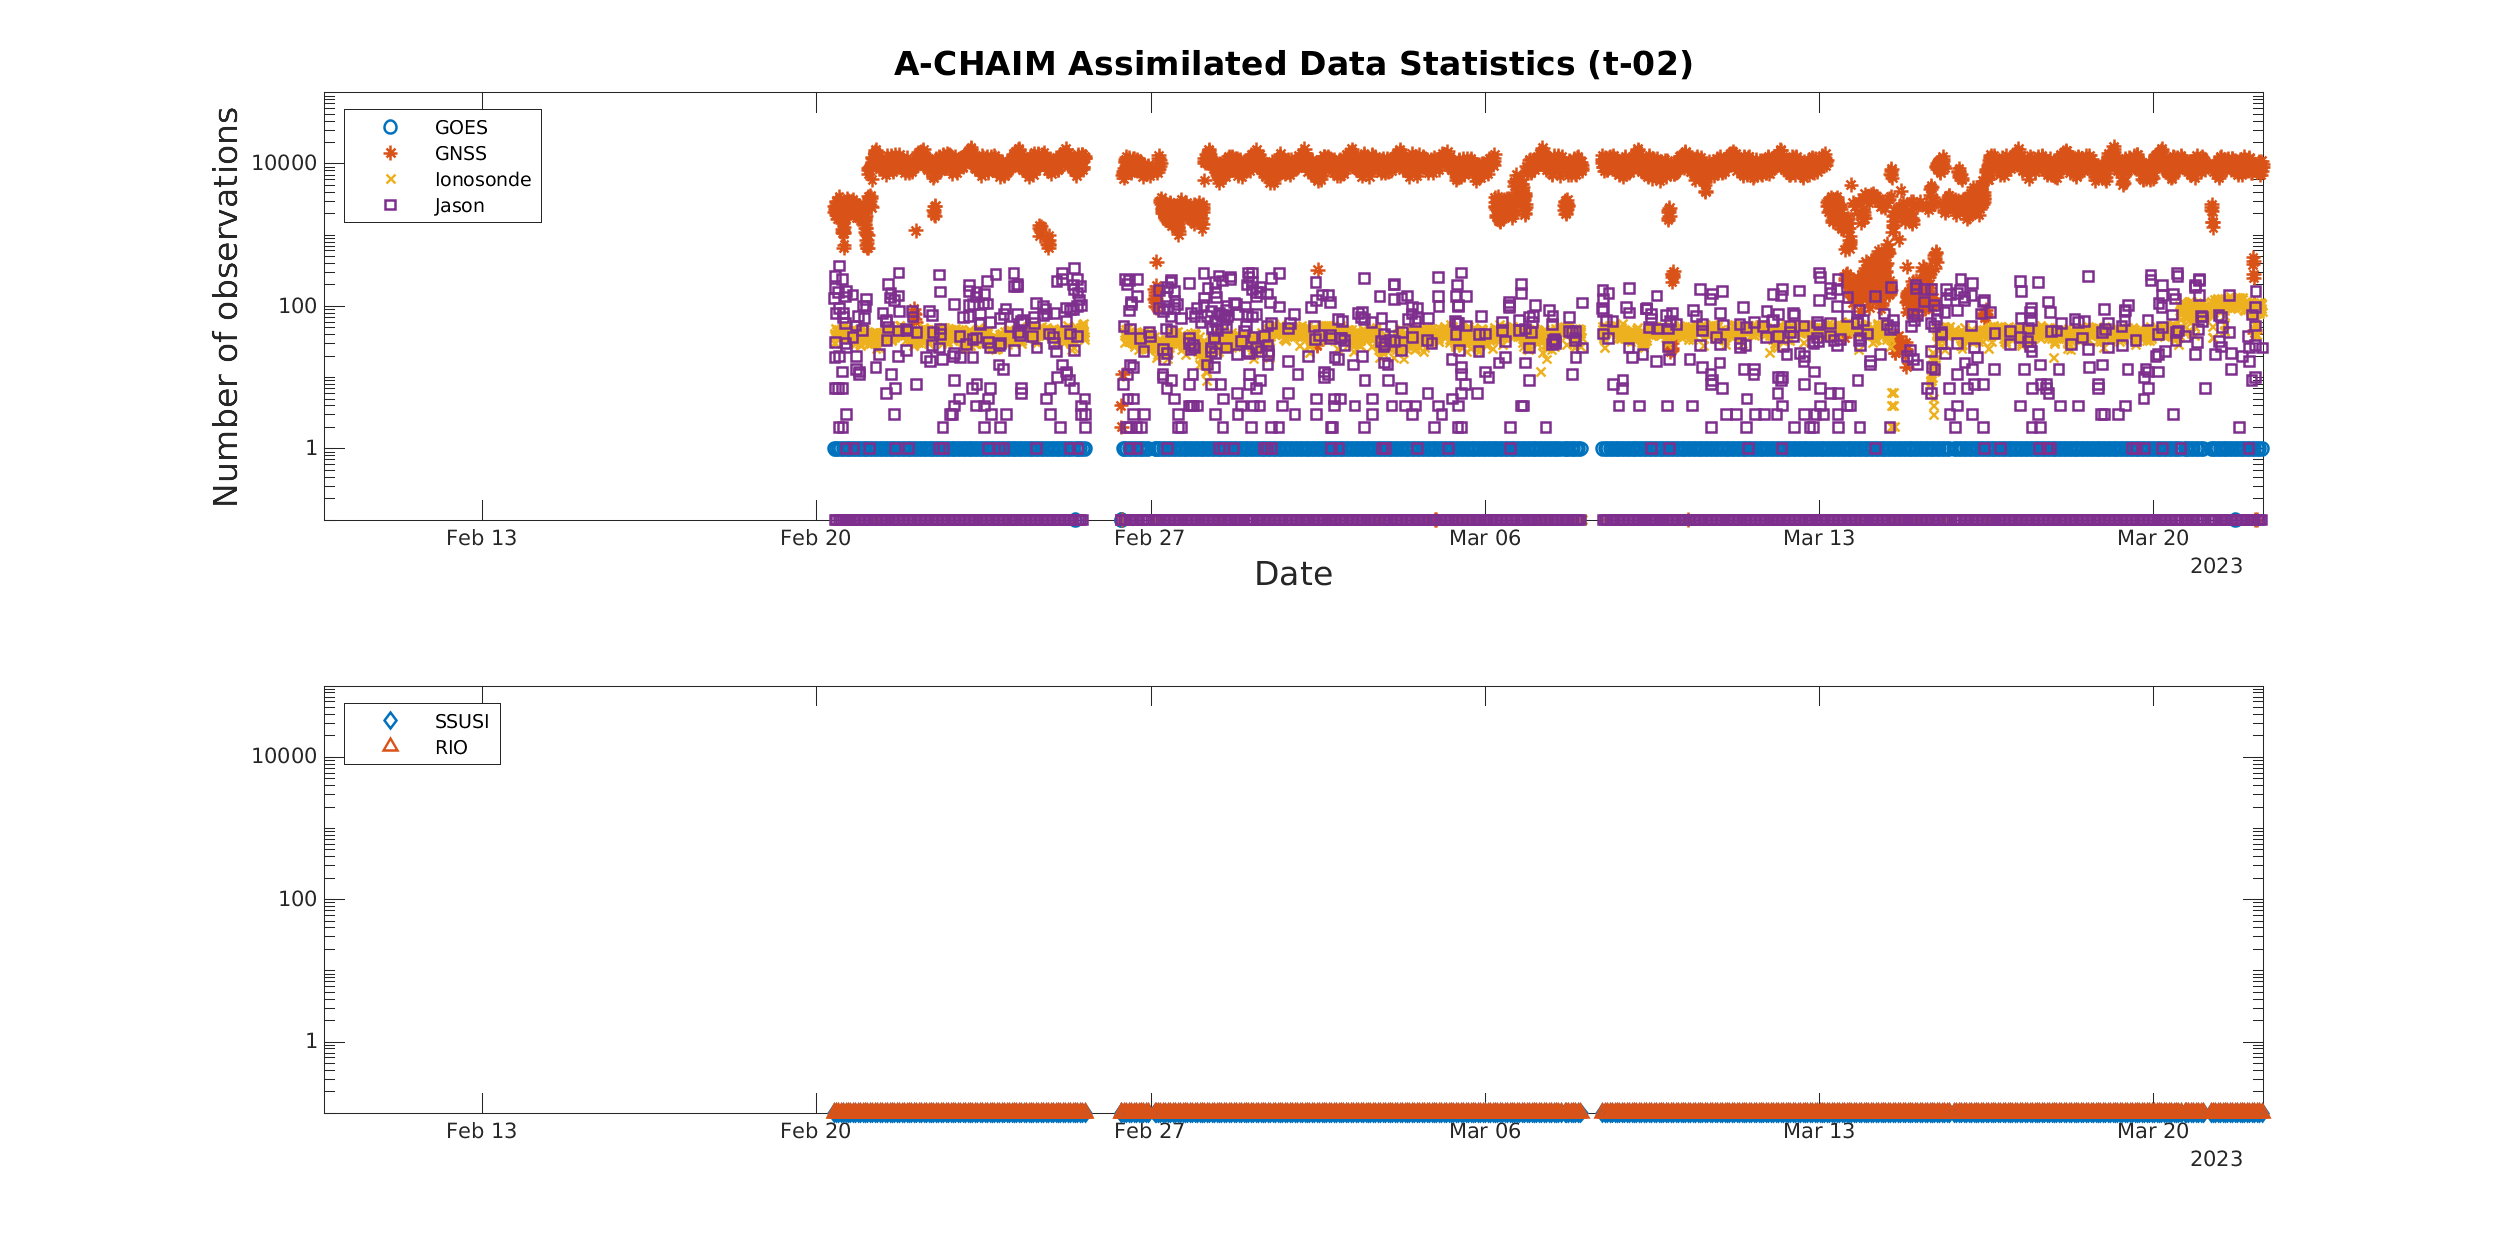 A-CHAIM Assimilated Data Statistics (t-02)
Number of observations
10000
100
1
GOES
GNSS
Ionosonde
Jason
Feb 13
Feb 20
Feb 27
Mar 06
Mar 13
Mar 20
2023
Date
10000
100
1
SSUSI
RIO
Feb 13
Feb 20
Feb 27
Mar 06
Mar 13
Mar 20
2023